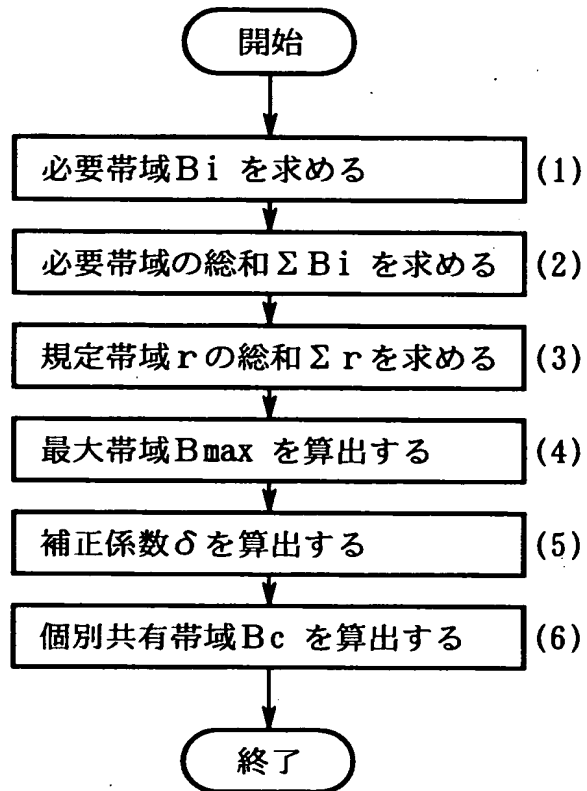 開始
必要帯域Bi を求める (1)
必要帯域の総和ΣBi を求める (2)
規定帯域rの総和Σrを求める (3)
最大帯域Bmax を算出する (4)
補正係数δを算出する (5)
個別共有帯域Bc を算出する (6)
終了